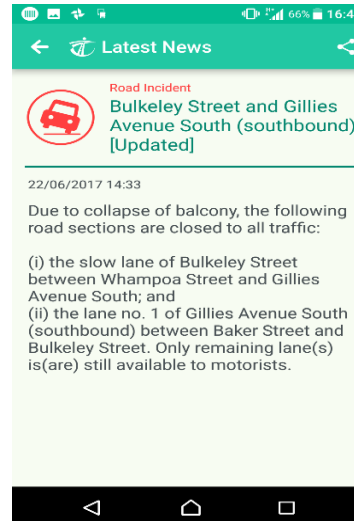 66% 16:4
Latest News
Road Incident
Bulkeley Street and Gillies
Avenue South (southbound)
[Updated]
22/06/2017 14:33
Due to collapse of balcony, the following
road sections are closed to all traffic:
(i) the slow lane of Bulkeley Street
between Whampoa Street and Gillies
Avenue South; and
(ii) the lane no. 1 of Gillies Avenue South
(southbound) between Baker Street and
Bulkeley Street. Only remaining lane(s)
is(are) still available to motorists.